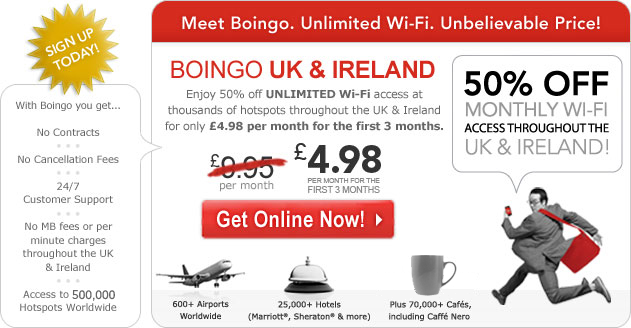 SIGN UP
TODAY!
With Boingo you get...
No Contracts
No Cancellation Fees
24/7
Customer Support
No MB fees or per
minute charges
throughout the UK
& Ireland
Access to 500,000
Hotspots Worldwide
Meet Boingo. Unlimited Wi-Fi. Unbelievable Price!
BOINGO UK & IRELAND
Enjoy 50% off UNLIMITED Wi-Fi access at
thousands of hotspots throughout the UK & Ireland
for only £4.98 per month for the first 3 months.
£9.95
per month
£4.98
PER MONTH FOR THE
FIRST 3 MONTHS
Get Online Now!
50% OFF
MONTHLY WI-FI
ACCESS THROUGHOUT THE
UK & IRELAND!
600+ Airports
Worldwide
25,000+ Hotels
(Marriott®, Sheraton® & more)
Plus 70,000+ Cafés,
including Caffé Nero